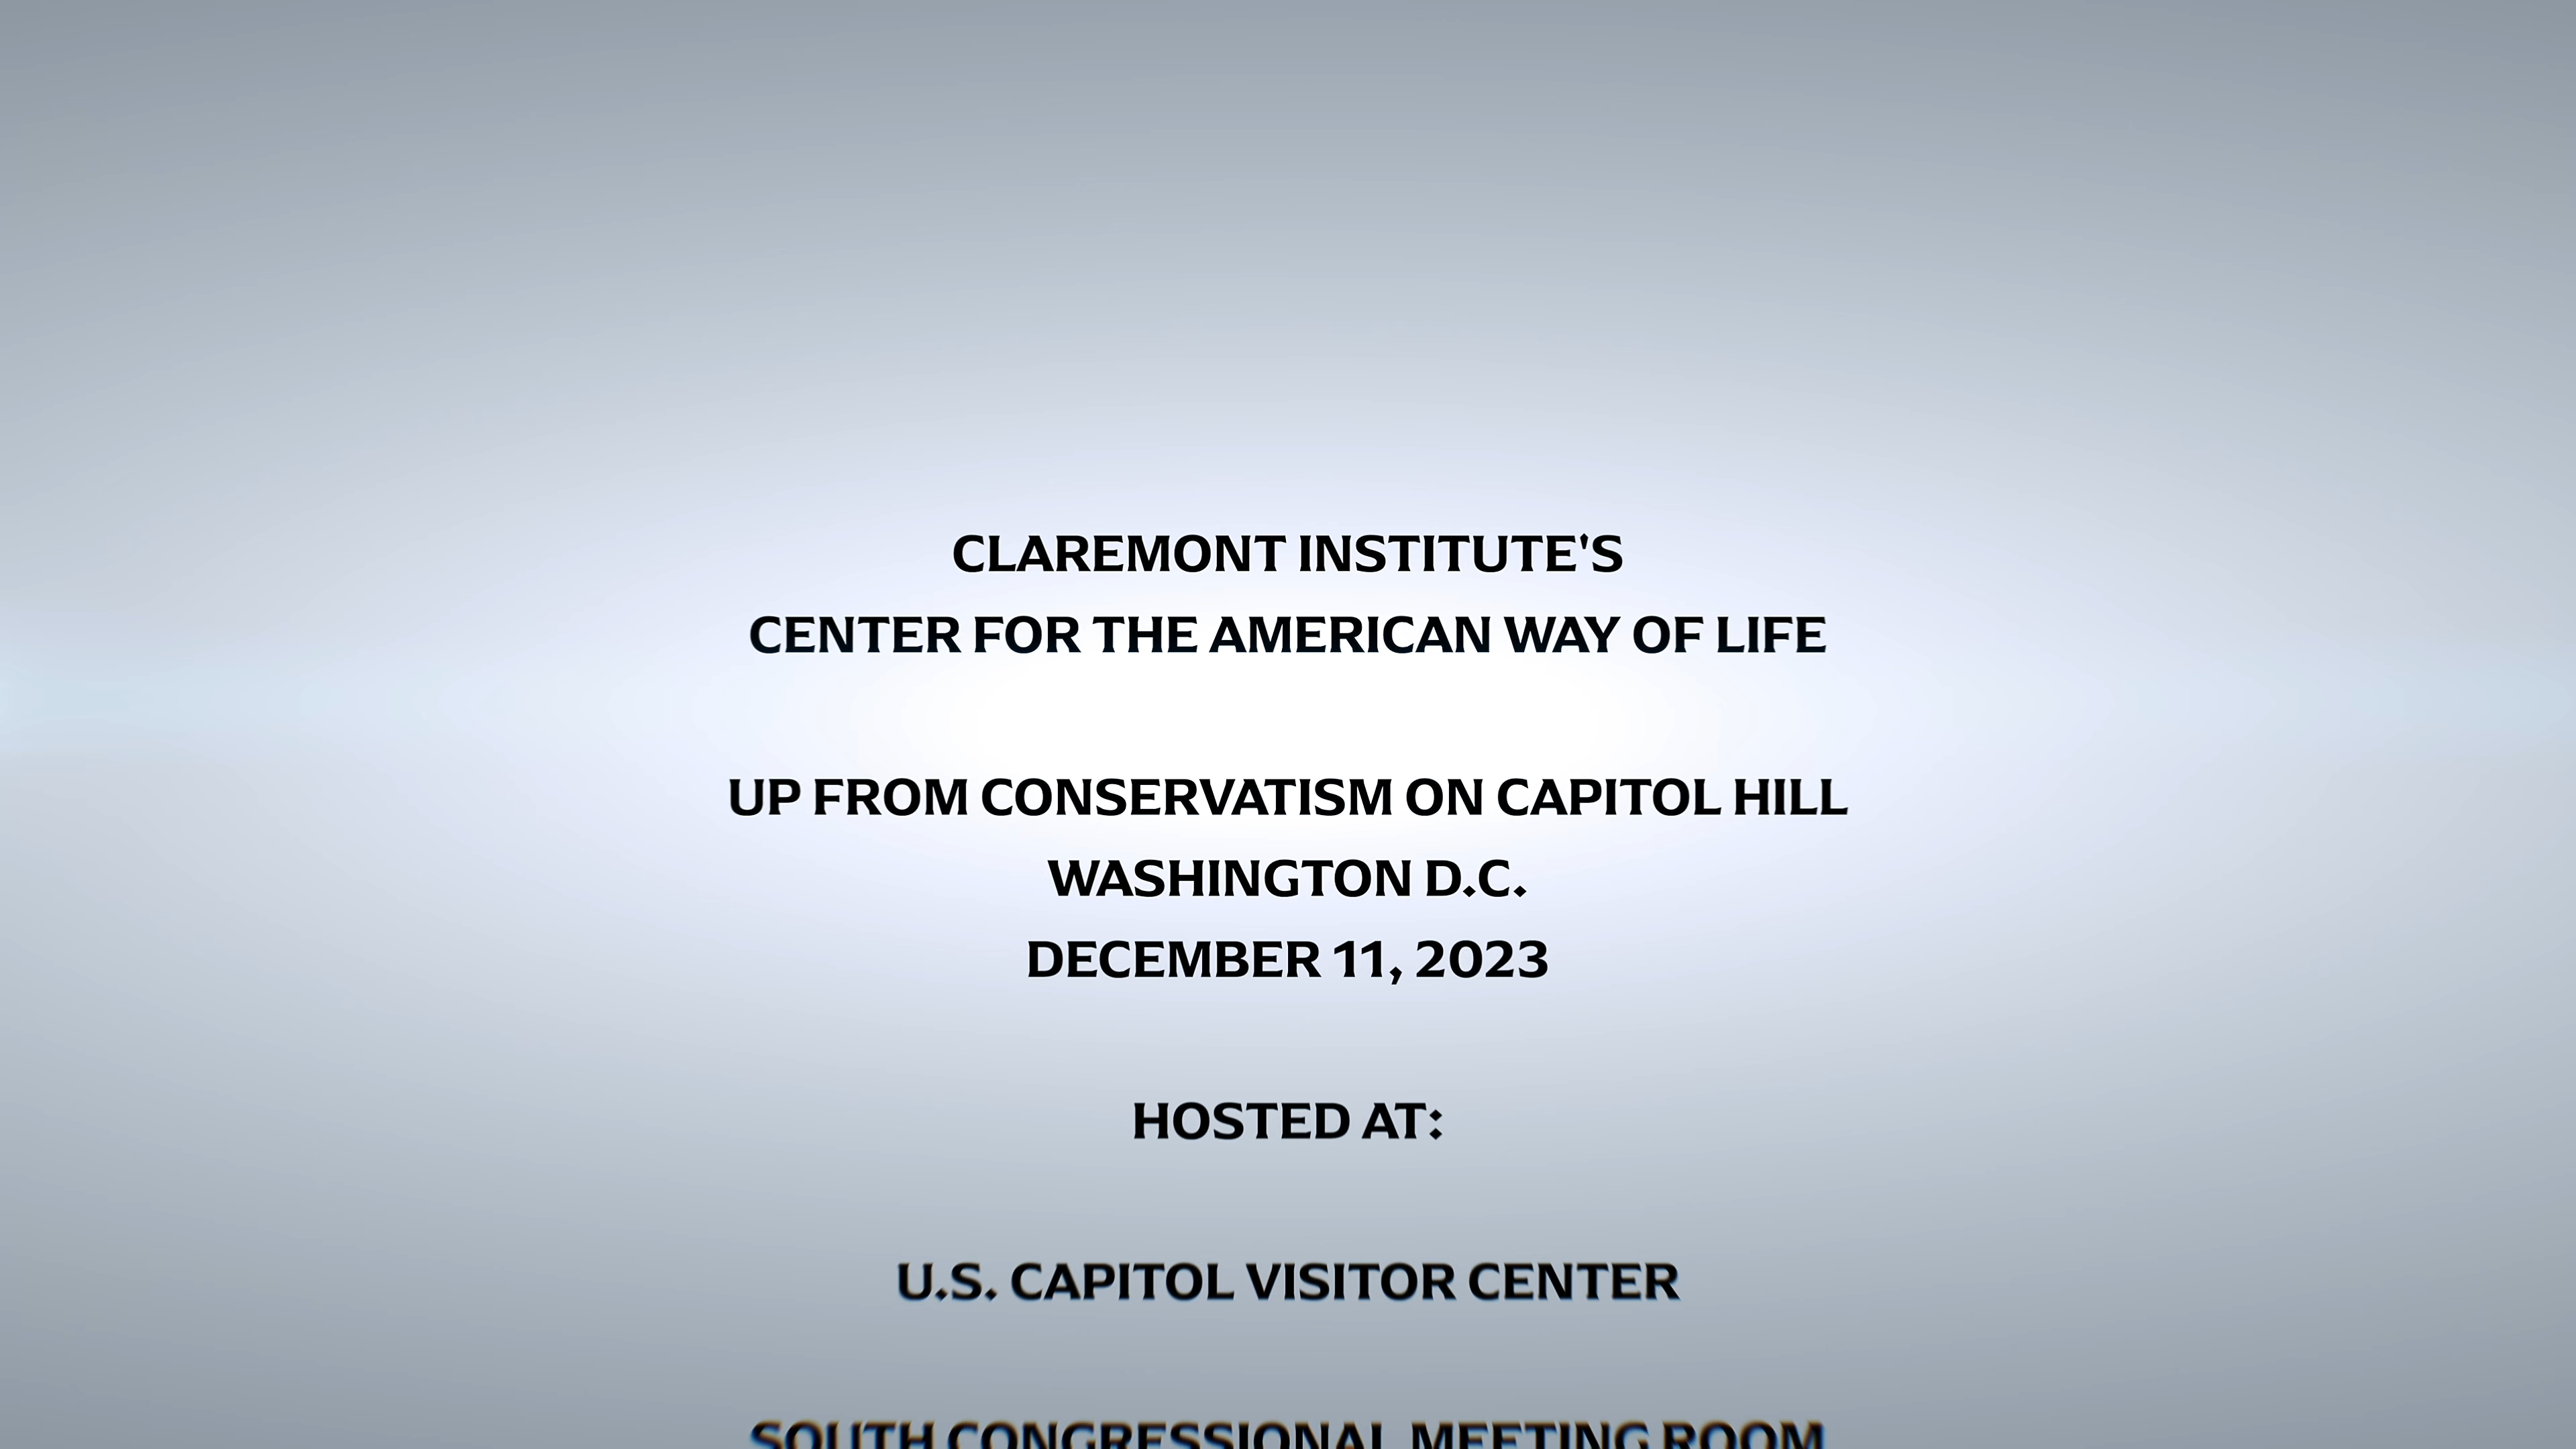 CLAREMONT INSTITUTE'S
CENTER FOR THE AMERICAN WAY OF LIFE
UP FROM CONSERVATISM ON CAPITOL HILL
WASHINGTON D.C.
DECEMBER 11, 2023
HOSTED AT:
U.S. CAPITOL VISITOR CENTER
SOUTH CONGRESSIONAL MEETING ROOM